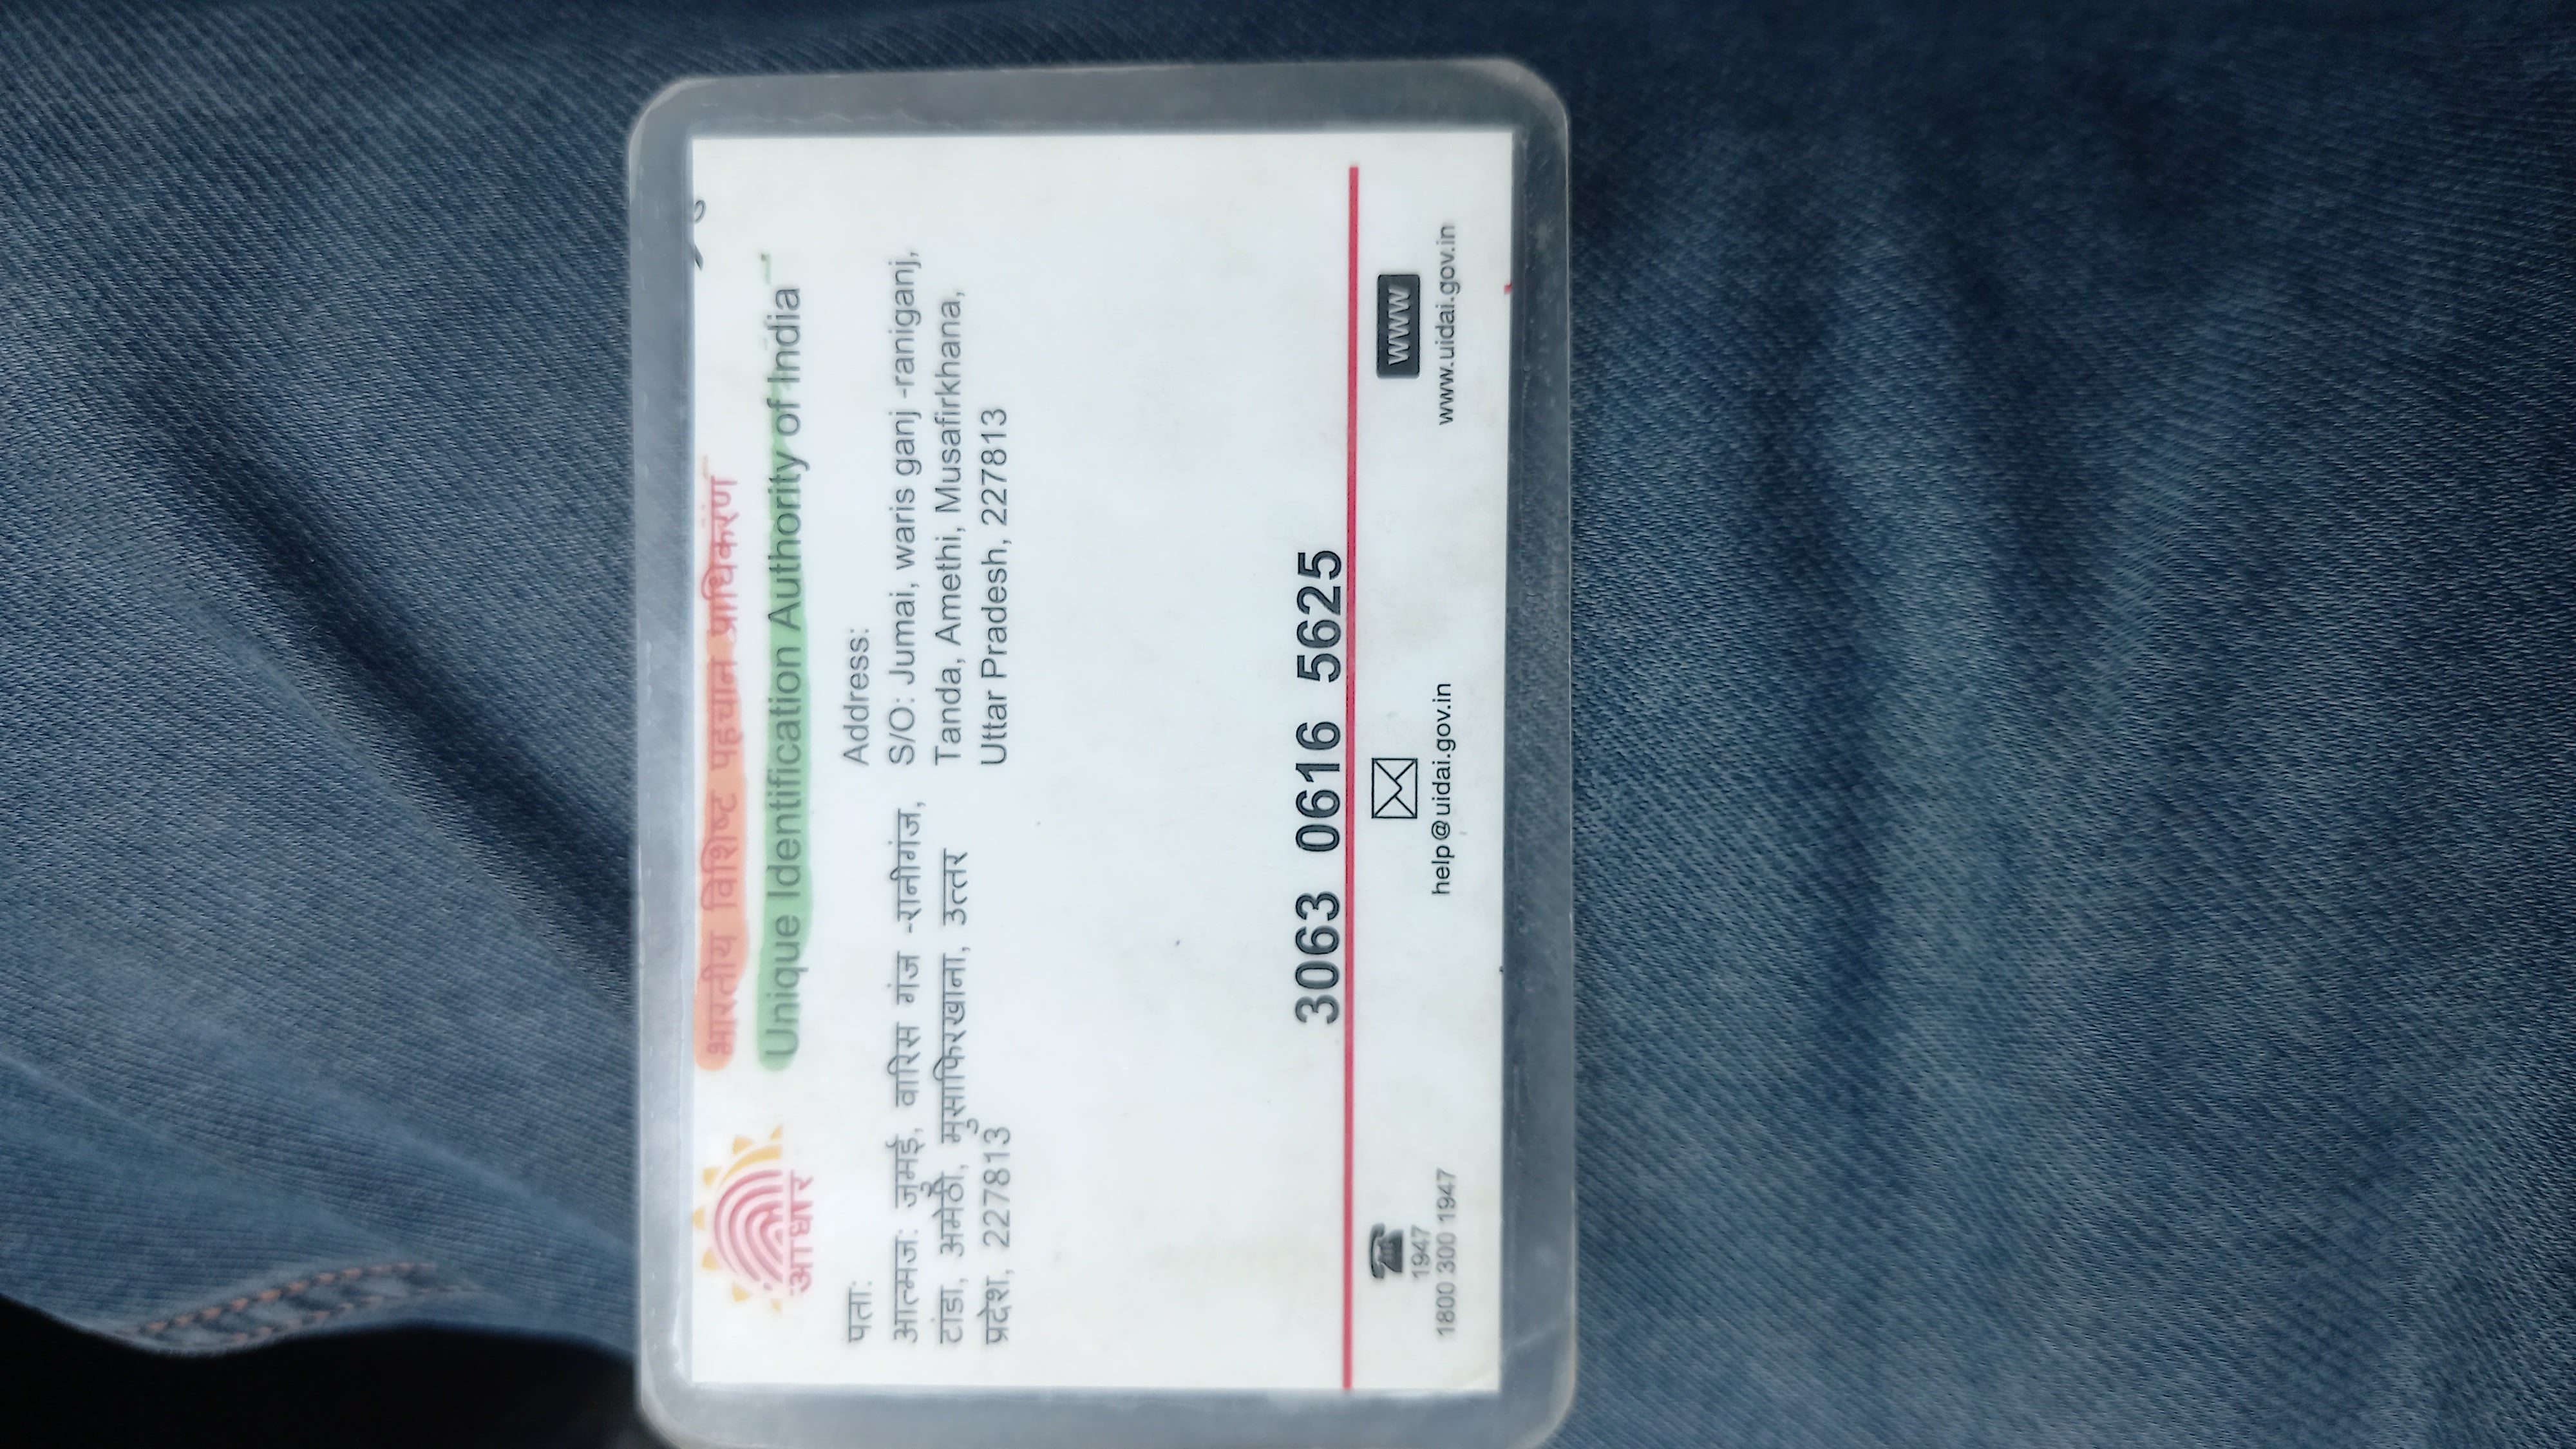 भारतीय विशिष्ट पहचान प्राधिकरण
Unique Identification Authority of India
आधार
पता:
आत्मज: जुमई, वारिस गंज -रानीगंज,
टांडा, अमेठी, मुसाफिरखाना, उत्तर
प्रदेश, 227813
Address:
S/O: Jumai, waris ganj -raniganj,
Tanda, Amethi, Musafirkhana,
Uttar Pradesh, 227813
3063 0616 5625
1947
1800 300 1947
help@uidai.gov.in
WWW
www.uidai.gov.in